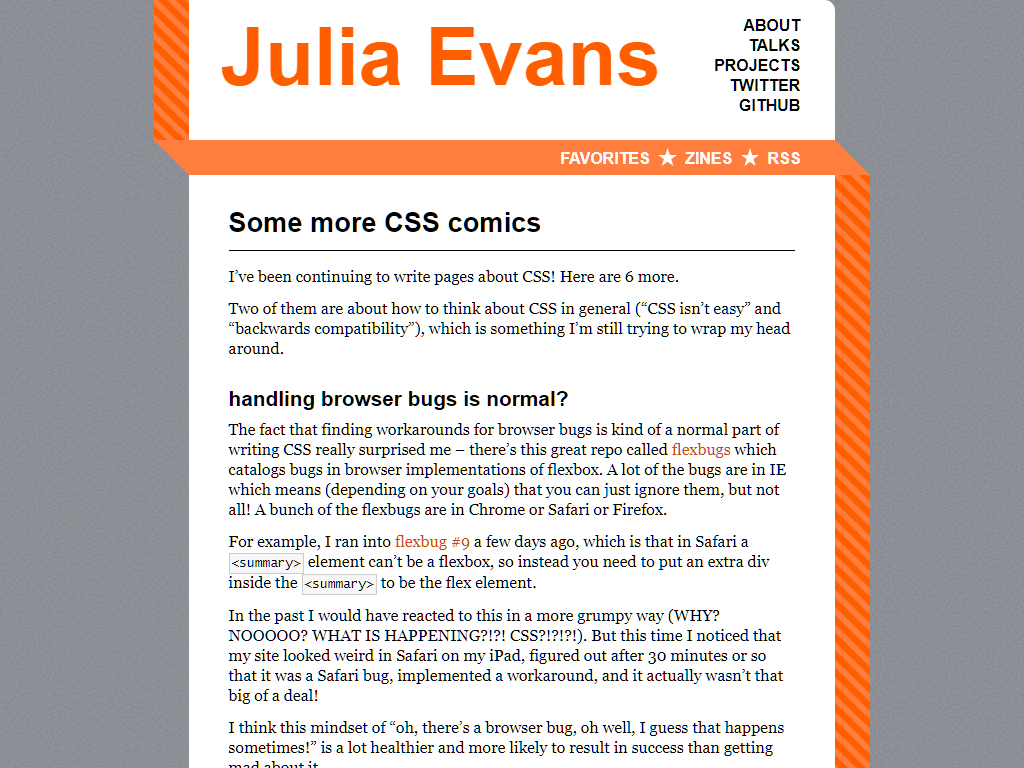 Julia Evans
ABOUT
TALKS
PROJECTS
TWITTER
GITHUB
FAVORITES ★ ZINES ★ RSS
Some more CSS comics
I’ve been continuing to write pages about CSS! Here are 6 more.
Two of them are about how to think about CSS in general (“CSS isn’t easy” and
“backwards compatibility”), which is something I’m still trying to wrap my head
around.
handling browser bugs is normal?
The fact that finding workarounds for browser bugs is kind of a normal part of
writing CSS really surprised me – there’s this great repo called flexbugs which
catalogs bugs in browser implementations of flexbox. A lot of the bugs are in IE
which means (depending on your goals) that you can just ignore them, but not
all! A bunch of the flexbugs are in Chrome or Safari or Firefox.
For example, I ran into flexbug #9 a few days ago, which is that in Safari a
<summary> element can’t be a flexbox, so instead you need to put an extra div
inside the <summary> to be the flex element.
In the past I would have reacted to this in a more grumpy way (WHY?
NOOOOO? WHAT IS HAPPENING?!?! CSS?!?!?!). But this time I noticed that
my site looked weird in Safari on my iPad, figured out after 30 minutes or so
that it was a Safari bug, implemented a workaround, and it actually wasn’t that
big of a deal!
I think this mindset of “oh, there’s a browser bug, oh well, I guess that happens
sometimes!” is a lot healthier and more likely to result in success than getting
mad about it.